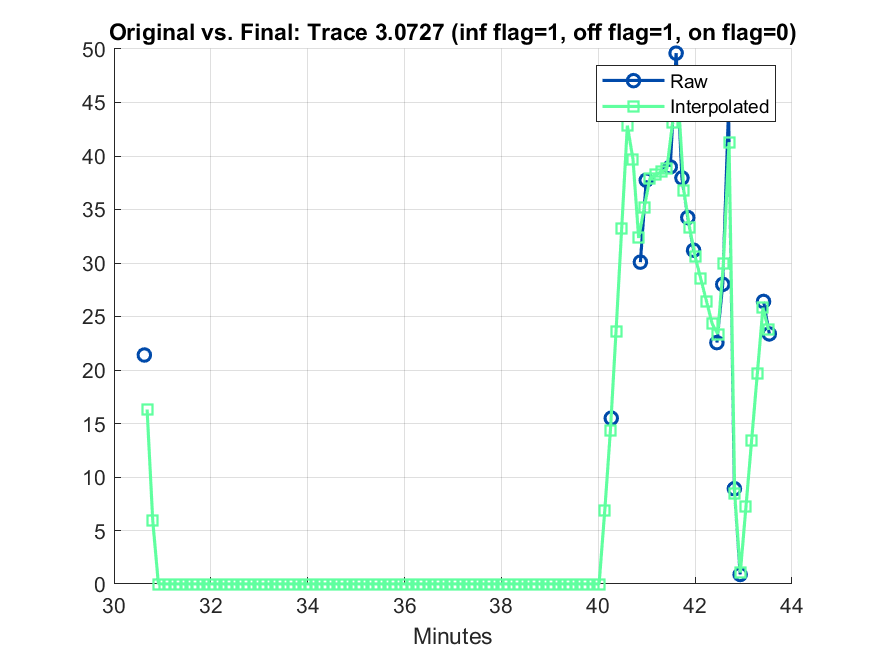 Original vs. Final: Trace 3.0727 (inf flag=1, off flag=1, on flag=0)
50
45
40
35
30
25
20
15
10
5
0
Raw
Interpolated
30 32 34 36 38 40 42 44
Minutes